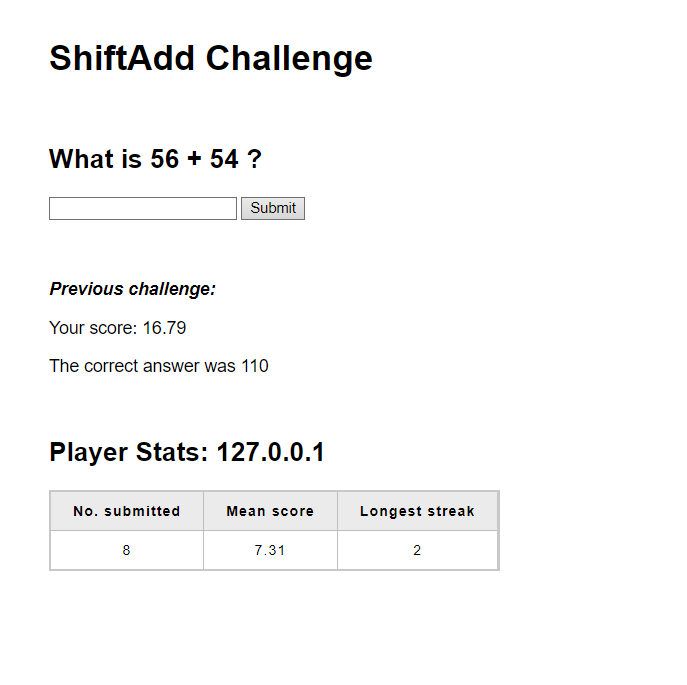 ShiftAdd Challenge
What is 56 + 54 ?
Submit
Previous challenge:
Your score: 16.79
The correct answer was 110
Player Stats: 127.0.0.1
No. submitted Mean score Longest streak
8 7.31 2